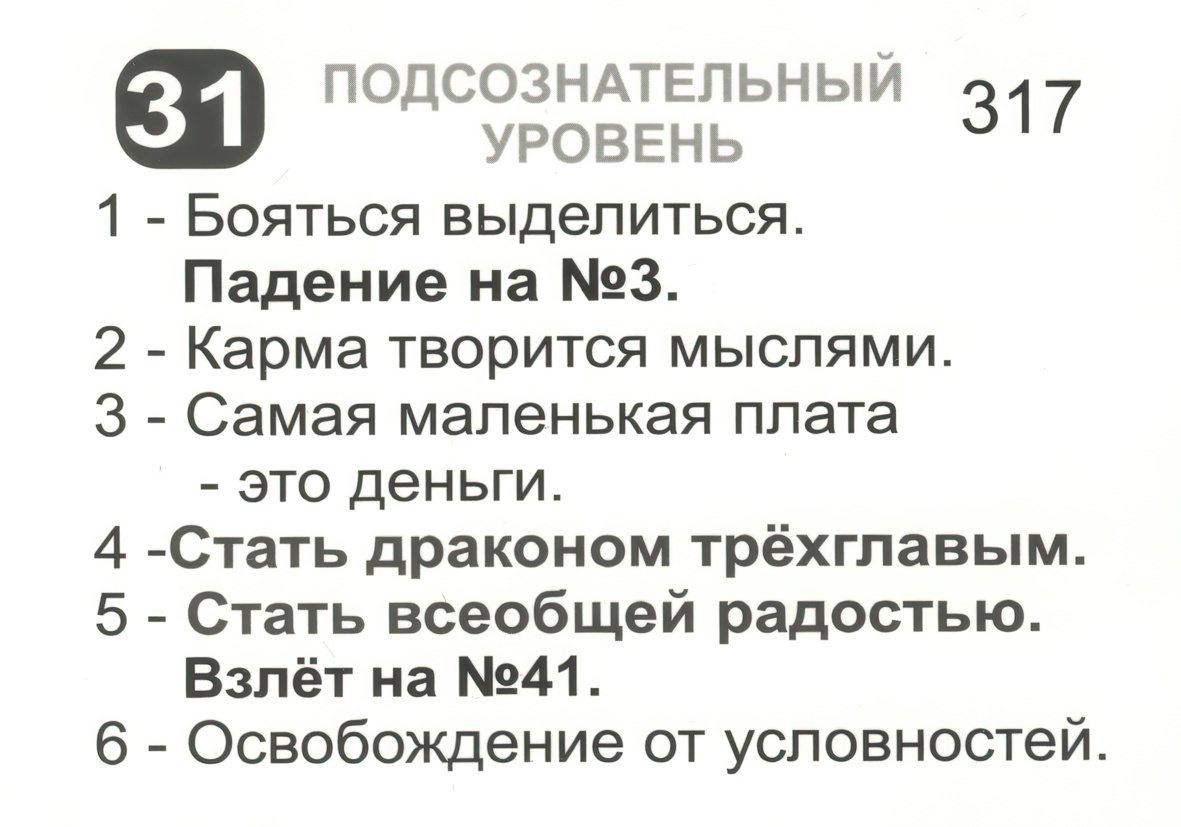 31 ПОДСОЗНАТЕЛЬНЫЙ 317
УРОВЕНЬ
1 - Бояться выделиться.
Падение на №3.
2 - Карма творится мыслями.
3 - Самая маленькая плата
- это деньги.
4 -Стать драконом трёхглавым.
5 - Стать всеобщей радостью.
Взлёт на №41.
6 - Освобождение от условностей.